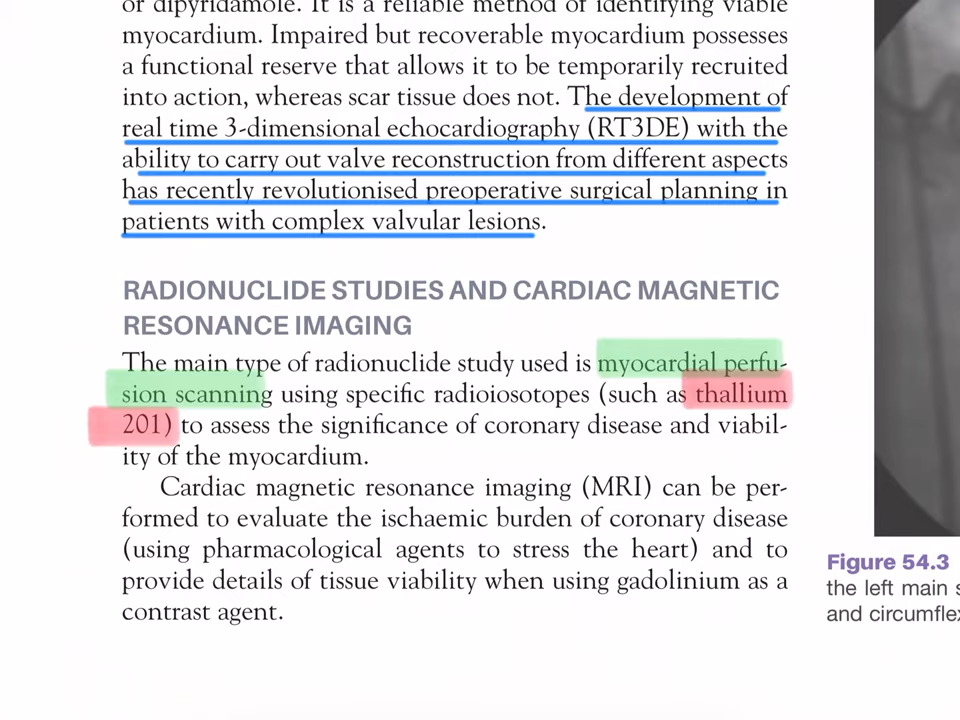 or dipyridamole. It is a reliable method of identifying viable
myocardium. Impaired but recoverable myocardium possesses
a functional reserve that allows it to be temporarily recruited
into action, whereas scar tissue does not. The development of
real time 3-dimensional echocardiography (RT3DE) with the
ability to carry out valve reconstruction from different aspects
has recently revolutionised preoperative surgical planning in
patients with complex valvular lesions.
RADIONUCLIDE STUDIES AND CARDIAC MAGNETIC
RESONANCE IMAGING
The main type of radionuclide study used is myocardial perfu-
sion scanning using specific radioiosotopes (such as thallium
201) to assess the significance of coronary disease and viabil-
ity of the myocardium.
Cardiac magnetic resonance imaging (MRI) can be per-
formed to evaluate the ischaemic burden of coronary disease
(using pharmacological agents to stress the heart) and to
provide details of tissue viability when using gadolinium as a
contrast agent.
Figure 54.3
the left main s
and circumflex